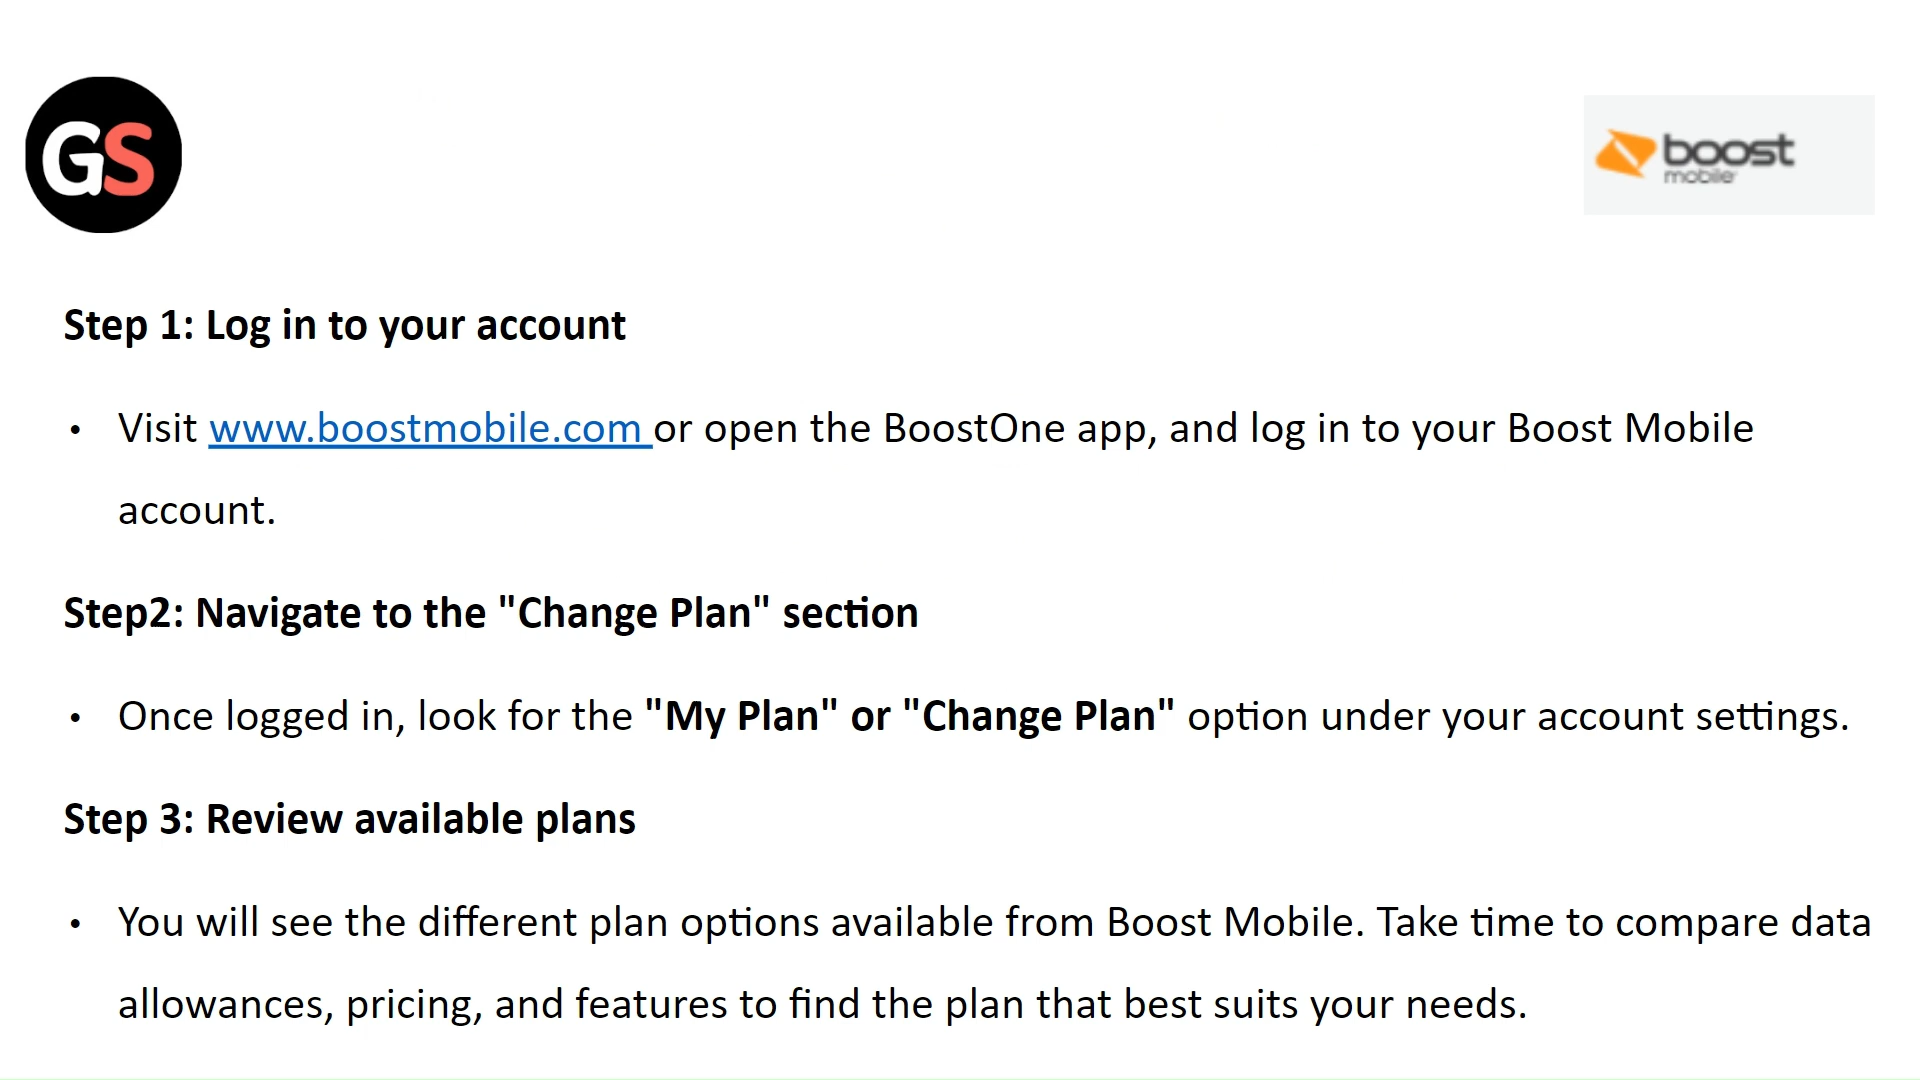 GS
boost
mobile
Step 1: Log in to your account
• Visit www.boostmobile.com or open the BoostOne app, and log in to your Boost Mobile
account.
Step2: Navigate to the "Change Plan" section
• Once logged in, look for the "My Plan" or "Change Plan" option under your account settings.
Step 3: Review available plans
• You will see the different plan options available from Boost Mobile. Take time to compare data
allowances, pricing, and features to find the plan that best suits your needs.